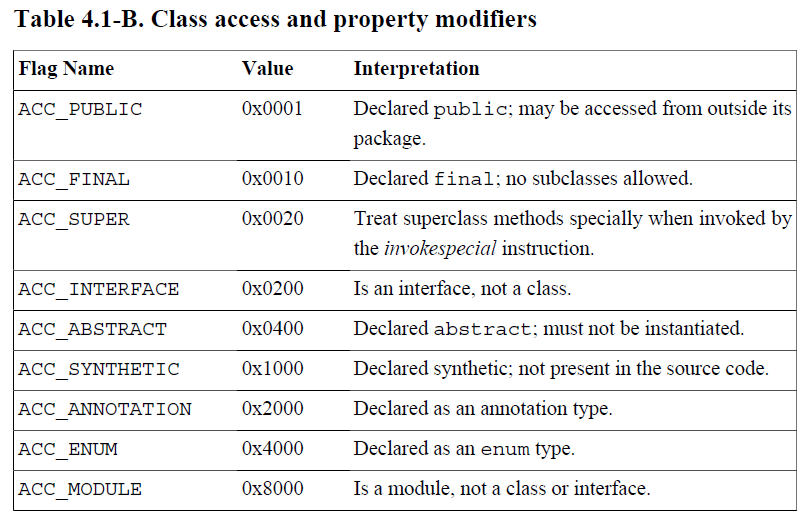 Table 4.1-B. Class access and property modifiers
Flag Name Value Interpretation
ACC_PUBLIC 0x0001 Declared public; may be accessed from outside its
package.
ACC_FINAL 0x0010 Declared final; no subclasses allowed.
ACC_SUPER 0x0020 Treat superclass methods specially when invoked by
the invokespecial instruction.
ACC_INTERFACE 0x0200 Is an interface, not a class.
ACC_ABSTRACT 0x0400 Declared abstract; must not be instantiated.
ACC_SYNTHETIC 0x1000 Declared synthetic; not present in the source code.
ACC_ANNOTATION 0x2000 Declared as an annotation type.
ACC_ENUM 0x4000 Declared as an enum type.
ACC_MODULE 0x8000 Is a module, not a class or interface.